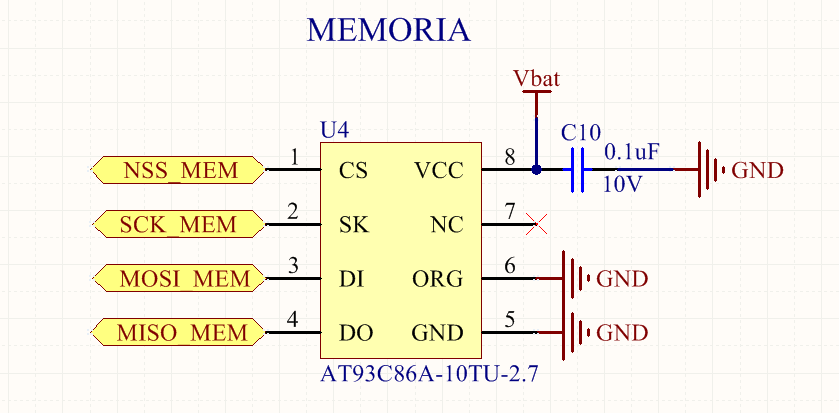 MEMORIA
Vbat
U4
C10
NSS_MEM 1 CS VCC 8 0.1uF GND
10V
SCK_MEM 2 SK NC 7
MOSI_MEM 3 DI ORG 6 GND
MISO_MEM 4 DO GND 5 GND
AT93C86A-10TU-2.7